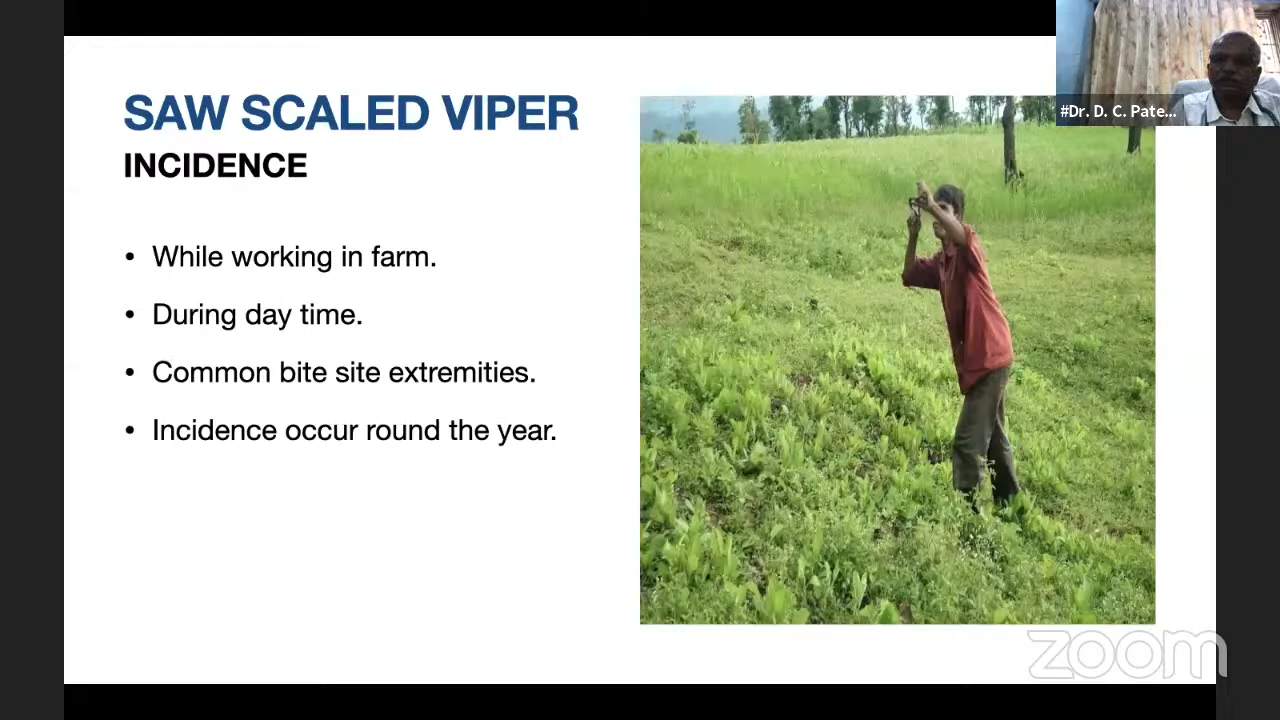 SAW SCALED VIPER
INCIDENCE
• While working in farm.
• During day time.
• Common bite site extremities.
• Incidence occur round the year.
#Dr. D. C. Pate...
zoom